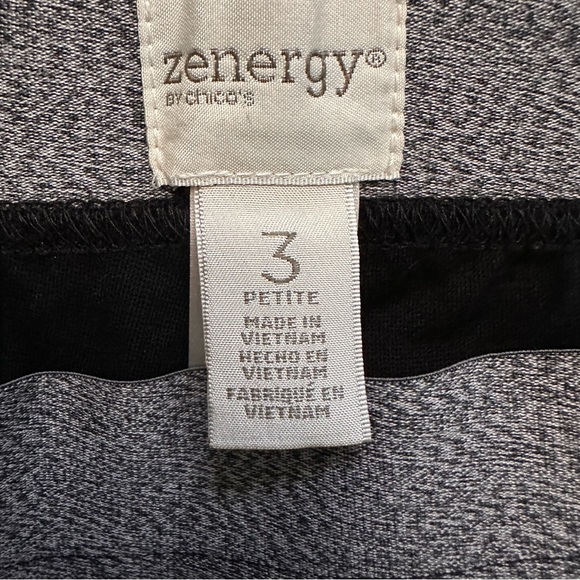 zenergy®
BY chico's
3
PETITE
MADE IN
VIETNAM
HECHO EN
VIETNAM
FABRIQUÉ EN
VIETNAM